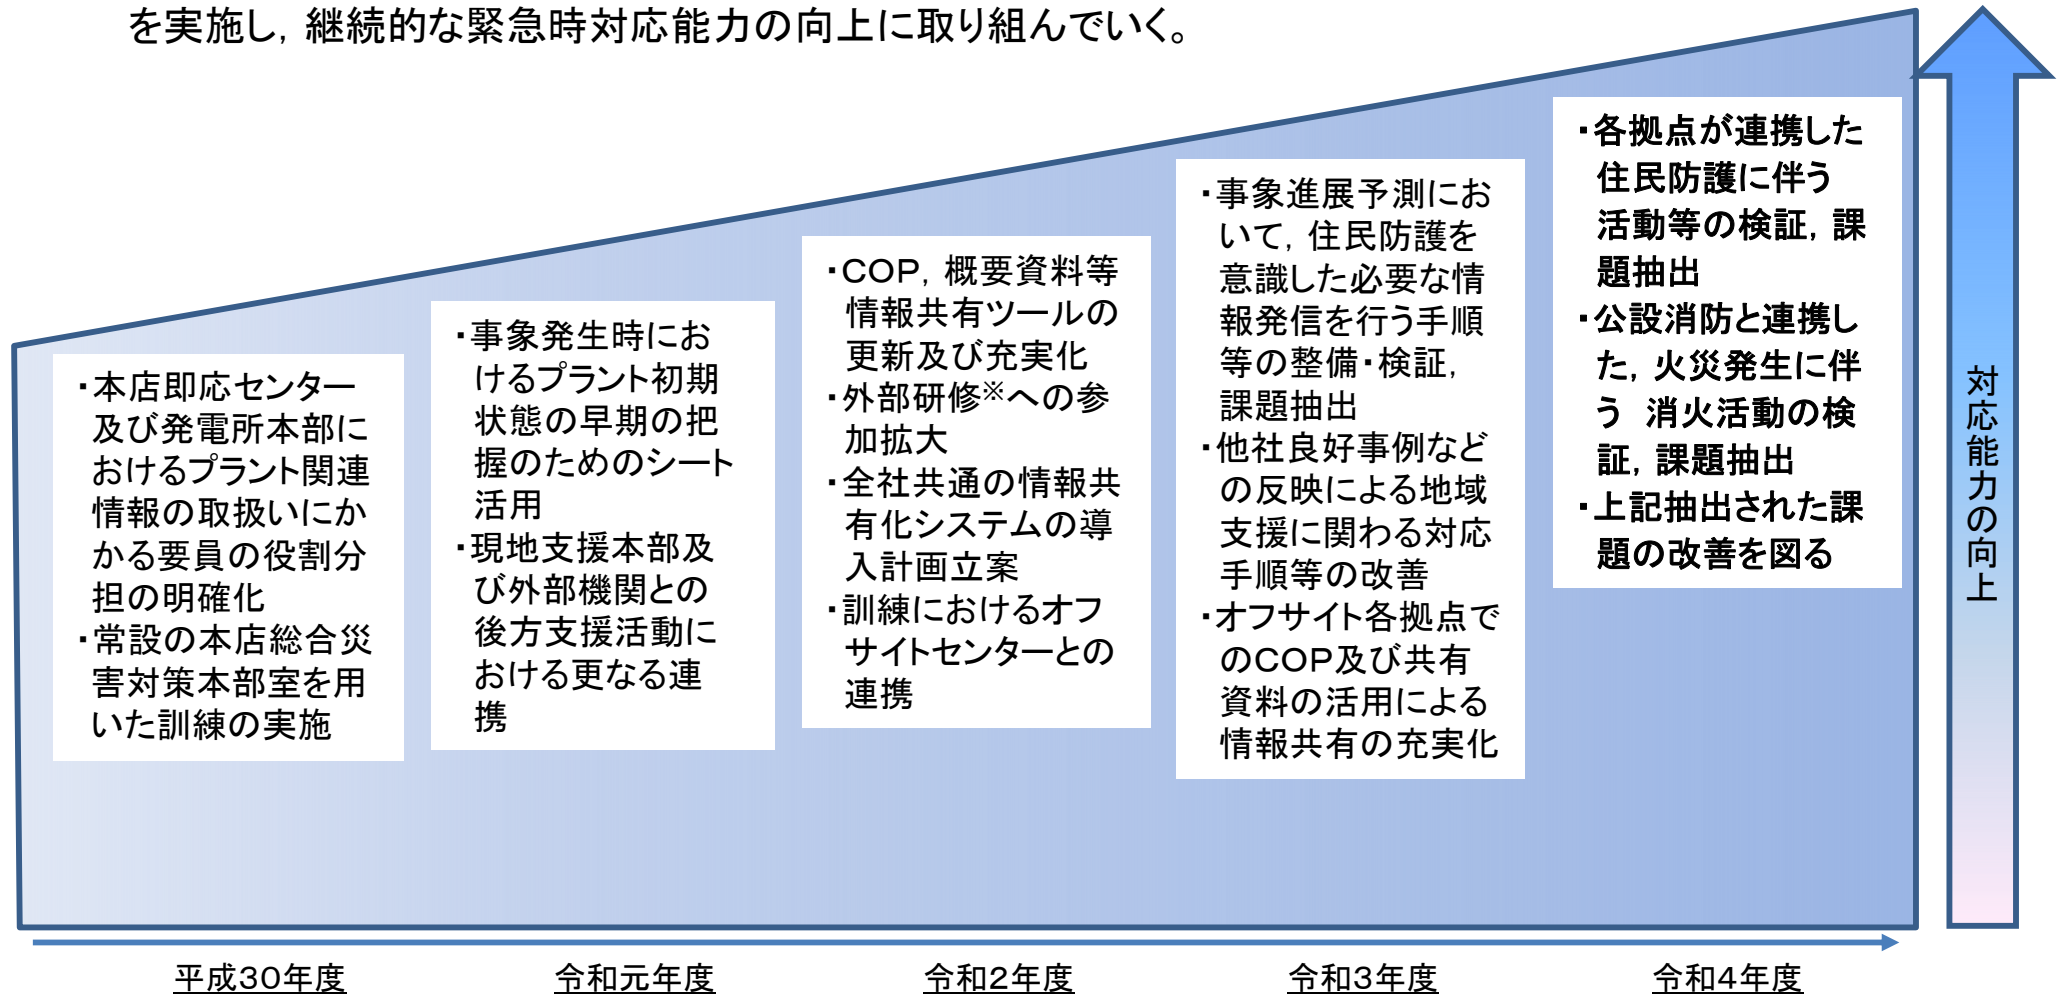 を実施し，継続的な緊急時対応能力の向上に取り組んでいく。
・本店即応センター
及び発電所本部に
おけるプラント関連
情報の取扱いにか
かる要員の役割分
担の明確化
・常設の本店総合災
害対策本部室を用
いた訓練の実施
・事象発生時にお
けるプラント初期
状態の早期の把
握のためのシート
活用
・現地支援本部及
び外部機関との
後方支援活動に
おける更なる連
携
・ＣＯＰ，概要資料等
情報共有ツールの
更新及び充実化
・外部研修※への参
加拡大
・全社共通の情報共
有化システムの導
入計画立案
・訓練におけるオフ
サイトセンターとの
連携
・事象進展予測にお
いて，住民防護を
意識した必要な情
報発信を行う手順
等の整備・検証，
課題抽出
・他社良好事例など
の反映による地域
支援に関わる対応
手順等の改善
・オフサイト各拠点で
のＣＯＰ及び共有
資料の活用による
情報共有の充実化
・各拠点が連携した
住民防護に伴う
活動等の検証，課
題抽出
・公設消防と連携し
た，火災発生に伴
う　消火活動の検
証，課題抽出
・上記抽出された課
題の改善を図る
対応能力の向上
平成３０年度
令和元年度
令和２年度
令和３年度
令和４年度